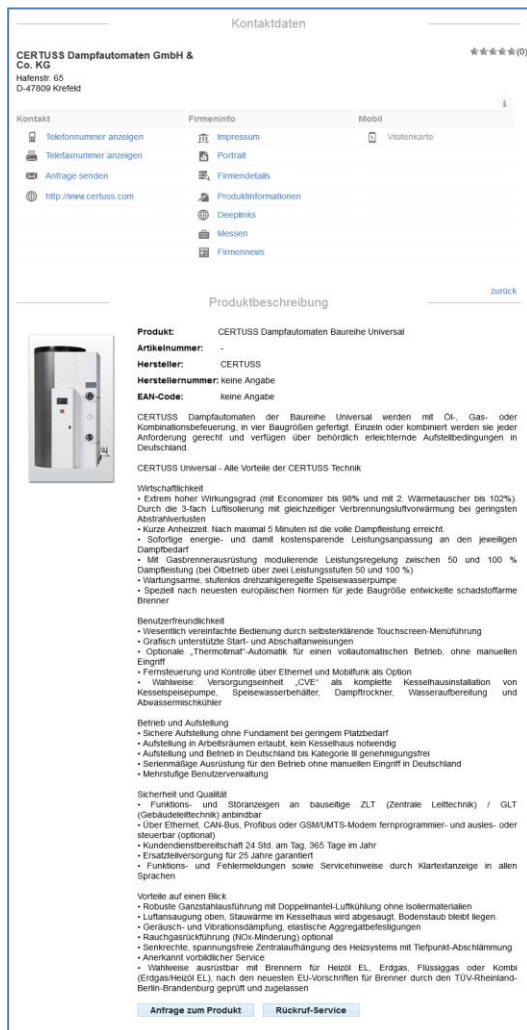 Kontaktdaten
CERTUSS Dampfautomaten GmbH &
Co. KG
(0)
Hafenstr. 65
D-47809 Krefeld
i
Kontakt Firmeninfo Mobil
Telefonnummer anzeigen Impressum Visitenkarte
Telefaxnummer anzeigen Portrait
Anfrage senden Firmendetails
http://www.certuss.com Produktinformationen
Deeplinks
Messen
Firmennews
zurück
Produktbeschreibung
Produkt: CERTUSS Dampfautomaten Baureihe Universal
Artikelnummer: -
Hersteller: CERTUSS
Herstellernummer: keine Angabe
EAN-Code: keine Angabe
CERTUSS Dampfautomaten der Baureihe Universal werden mit Öl-, Gas- oder
Kombinationsbefeuerung, in vier Baugrößen gefertigt. Einzeln oder kombiniert werden sie jeder
Anforderung gerecht und verfügen über behördlich erleichternde Aufstellbedingungen in
Deutschland.
CERTUSS Universal - Alle Vorteile der CERTUSS Technik
Wirtschaftlichkeit
• Extrem hoher Wirkungsgrad (mit Economizer bis 98% und mit 2. Wärmetauscher bis 102%).
Durch die 3-fach Luftisolierung mit gleichzeitiger Verbrennungsluftvorwärmung bei geringsten
Abstrahlverlusten
• Kurze Anheizzeit. Nach maximal 5 Minuten ist die volle Dampfleistung erreicht.
• Sofortige energie- und damit kostensparende Leistungsanpassung an den jeweiligen
Dampfbedarf
• Mit Gasbrennerausrüstung modulierende Leistungsregelung zwischen 50 und 100 %
Dampfleistung (bei Ölbetrieb über zwei Leistungsstufen 50 und 100 %)
• Wartungsarme, stufenlos drehzahlgeregelte Speisewasserpumpe
• Speziell nach neuesten europäischen Normen für jede Baugröße entwickelte schadstoffarme
Brenner
Benutzerfreundlichkeit
• Wesentlich vereinfachte Bedienung durch selbsterklärende Touchscreen-Menüführung
• Grafisch unterstützte Start- und Abschaltanweisungen
• Optionale „Thermotimat“-Automatik für einen vollautomatischen Betrieb, ohne manuellen
Eingriff
• Fernsteuerung und Kontrolle über Ethernet und Mobilfunk als Option
• Wahlweise: Versorgungseinheit „CVE“ als komplette Kesselhausinstallation von
Kesselspeisepumpe, Speisewasserbehälter, Dampftrockner, Wasseraufbereitung und
Abwassermischkühler
Betrieb und Aufstellung
• Sichere Aufstellung ohne Fundament bei geringem Platzbedarf
• Aufstellung in Arbeitsräumen erlaubt, kein Kesselhaus notwendig
• Aufstellung und Betrieb in Deutschland bis Kategorie III genehmigungsfrei
• Serienmäßige Ausrüstung für den Betrieb ohne manuellen Eingriff in Deutschland
• Mehrstufige Benutzerverwaltung
Sicherheit und Qualität
• Funktions- und Störanzeigen an bauseitige ZLT (Zentrale Leittechnik) / GLT
(Gebäudeleittechnik) anbindbar
• Über Ethernet, CAN-Bus, Profibus oder GSM/UMTS-Modem fernprogrammier- und ausles- oder
steuerbar (optional)
• Kundendienstbereitschaft 24 Std. am Tag, 365 Tage im Jahr
• Ersatzteilversorgung für 25 Jahre garantiert
• Funktions- und Fehlermeldungen sowie Servicehinweise durch Klartextanzeige in allen
Sprachen
Vorteile auf einen Blick
• Robuste Ganzstahlausführung mit Doppelmantel-Luftkühlung ohne Isoliermaterialien
• Luftansaugung oben, Stauwärme im Kesselhaus wird abgesaugt, Bodenstaub bleibt liegen.
• Geräusch- und Vibrationsdämpfung, elastische Aggregatbefestigungen
• Rauchgasrückführung (NOx-Minderung) optional
• Senkrechte, spannungsfreie Zentralaufhängung des Heizsystems mit Tiefpunkt-Abschlämmung
• Anerkannt vorbildlicher Service
• Wahlweise ausrüstbar mit Brennern für Heizöl EL, Erdgas, Flüssiggas oder Kombi
(Erdgas/Heizöl EL), nach den neuesten EU-Vorschriften für Brenner durch den TÜV-Rheinland-
Berlin-Brandenburg geprüft und zugelassen
Anfrage zum Produkt Rückruf-Service